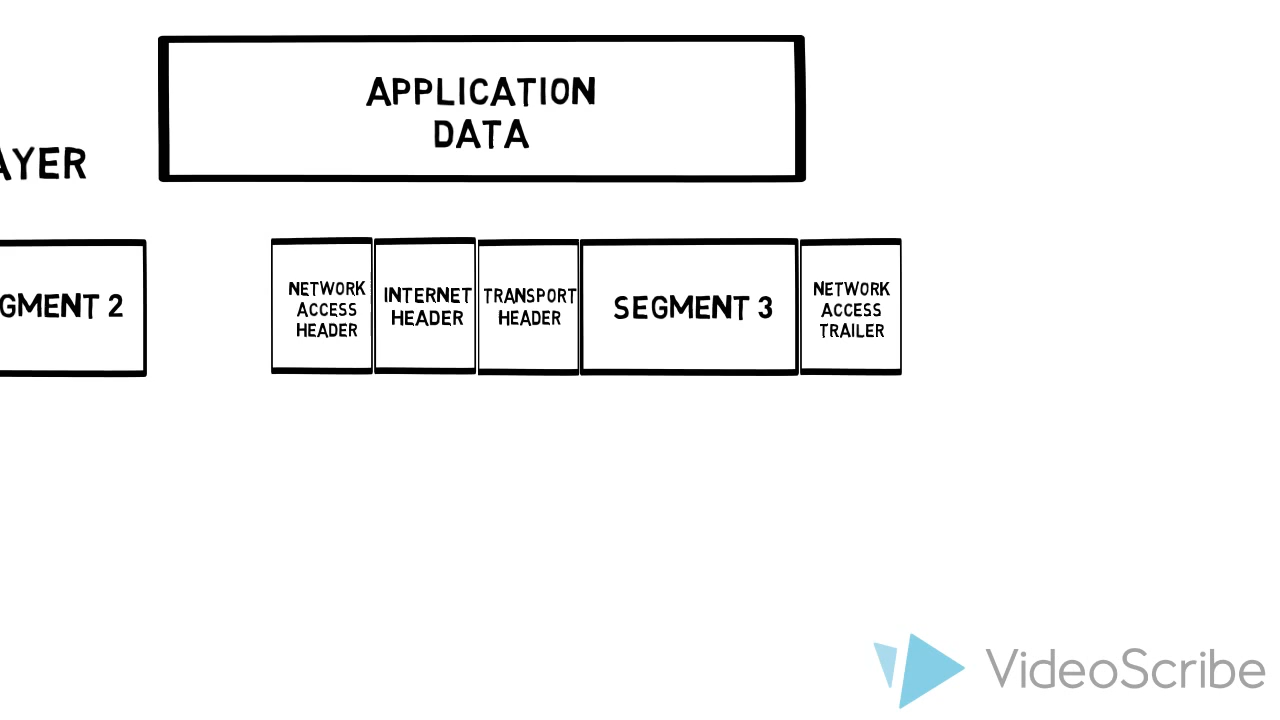 APPLICATION
DATA
AYER
GMENT 2
NETWORK
ACCESS
HEADER
INTERNET
HEADER
TRANSPORT
HEADER
SEGMENT 3
NETWORK
ACCESS
TRAILER
VideoScribe